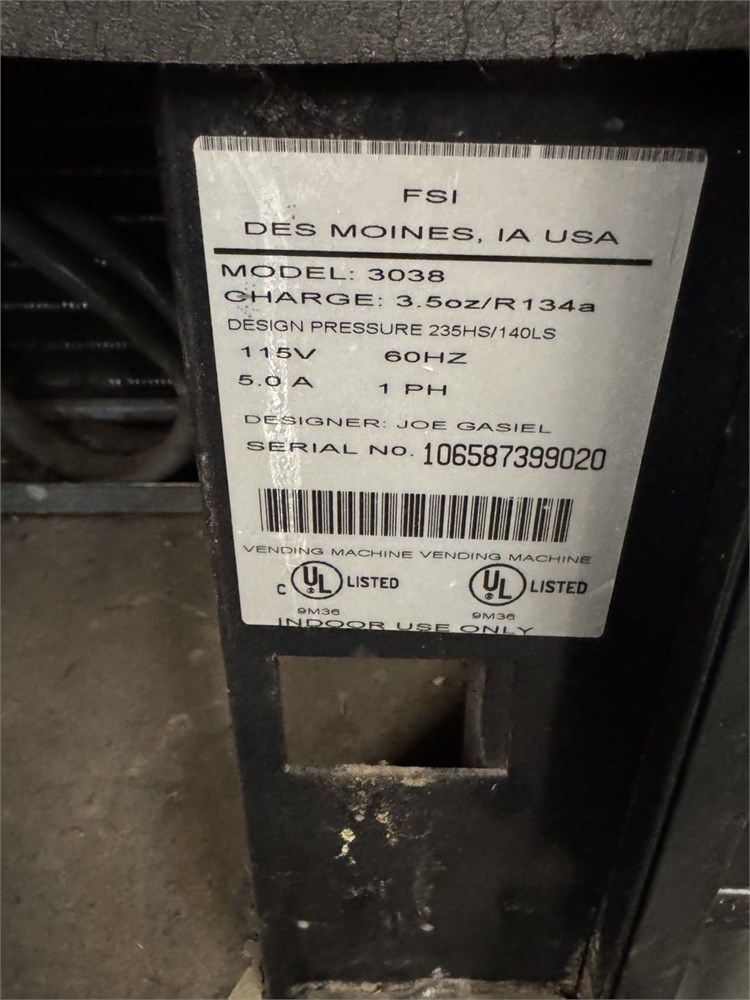 FSI
DES MOINES, IA USA
MODEL: 3038
CHARGE: 3.5oz/R134a
DESIGN PRESSURE 235HS/140LS
115V 60HZ
5.0 A 1 PH
DESIGNER: JOE GASIEL
SERIAL No. 106587399020
VENDING MACHINE VENDING MACHINE
C UL LISTED UL LISTED
9M36 9M36
INDOOR USE ONLY